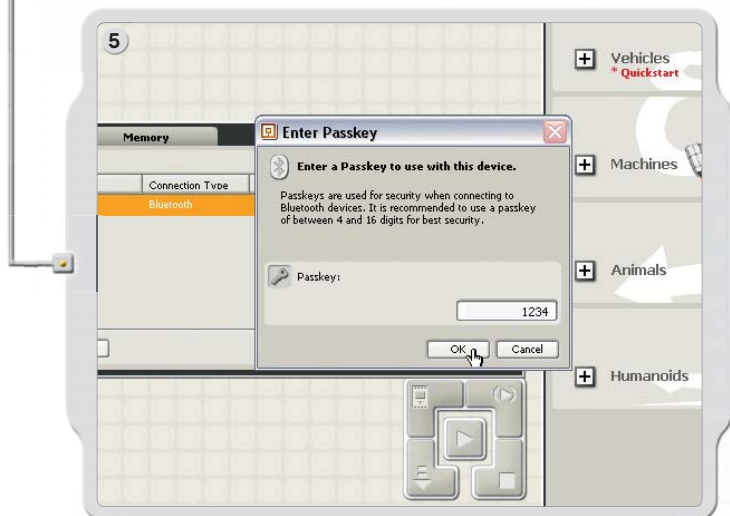 5
Memory
Connection Type
Bluetooth
Enter Passkey
Enter a Passkey to use with this device.
Passkeys are used for security when connecting to
Bluetooth devices. It is recommended to use a passkey
of between 4 and 16 digits for best security.
Passkey:
1234
OK
Cancel
Vehicles
* Quickstart
Machines
Animals
Humanoids